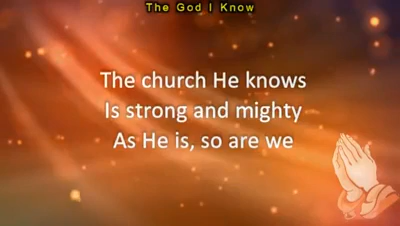 The God I Know
The church He knows
Is strong and mighty
As He is, so are we